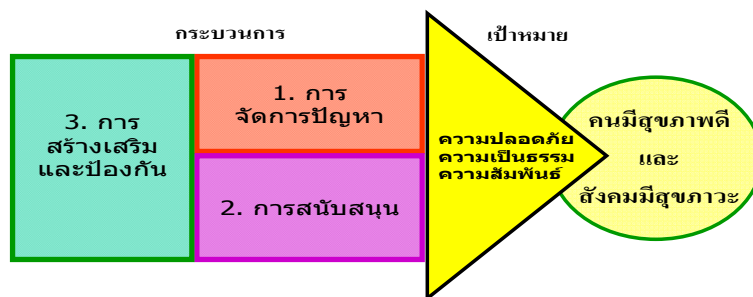 กระบวนการ
เป้าหมาย
3. การ
สร้างเสริม
และป้องกัน
1. การ
จัดการปัญหา
2. การสนับสนุน
ความปลอดภัย
ความเป็นธรรม
ความสัมพันธ์
คนมีสุขภาพดี
และ
สังคมมีสุขภาวะ